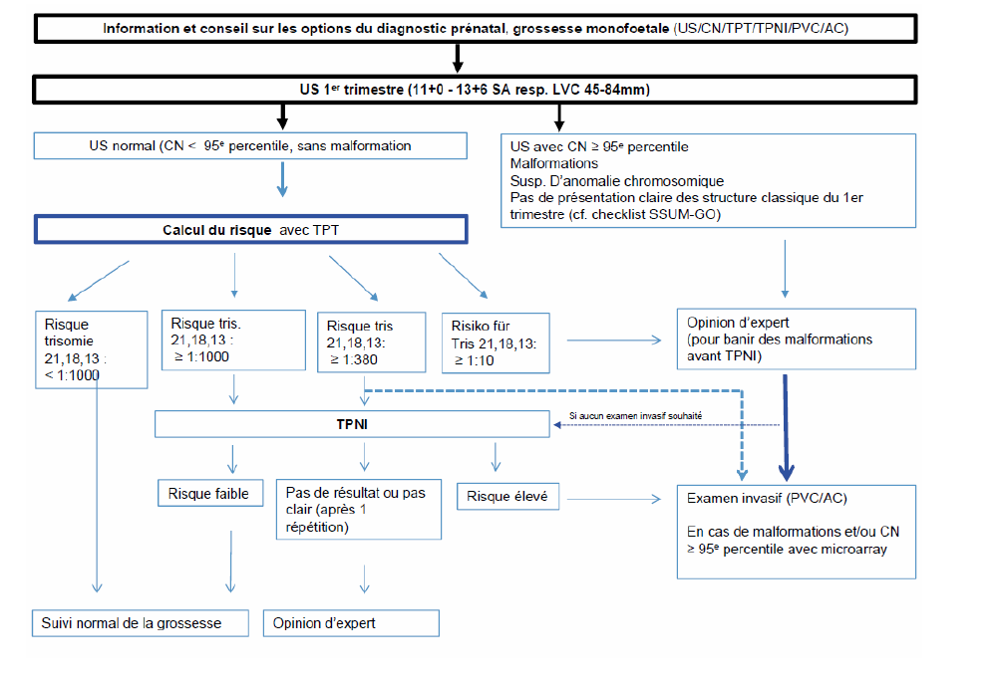 Information et conseil sur les options du diagnostic prénatal, grossesse monofoetale (US/CN/TPT/TPNI/PVC/AC)
US 1er trimestre (11+0 - 13+6 SA resp. LVC 45-84mm)
US normal (CN < 95e percentile, sans malformation
US avec CN ≥ 95e percentile
Malformations
Susp. D'anomalie chromosomique
Pas de présentation claire des structure classique du 1er
trimestre (cf. checklist SSUM-GO)
Calcul du risque avec TPT
Risque
trisomie
21,18,13 :
< 1:1000
Risque tris.
21,18,13 :
≥ 1:1000
Risque tris
21,18,13:
≥ 1:380
Risiko für
Tris 21,18,13:
≥ 1:10
Opinion d'expert
(pour banir des malformations
avant TPNI)
TPNI
Si aucun examen invasif souhaité
Risque faible
Pas de résultat ou pas
clair (après 1
répétition)
Risque élevé
Examen invasif (PVC/AC)
En cas de malformations et/ou CN
≥ 95e percentile avec microarray
Suivi normal de la grossesse
Opinion d'expert